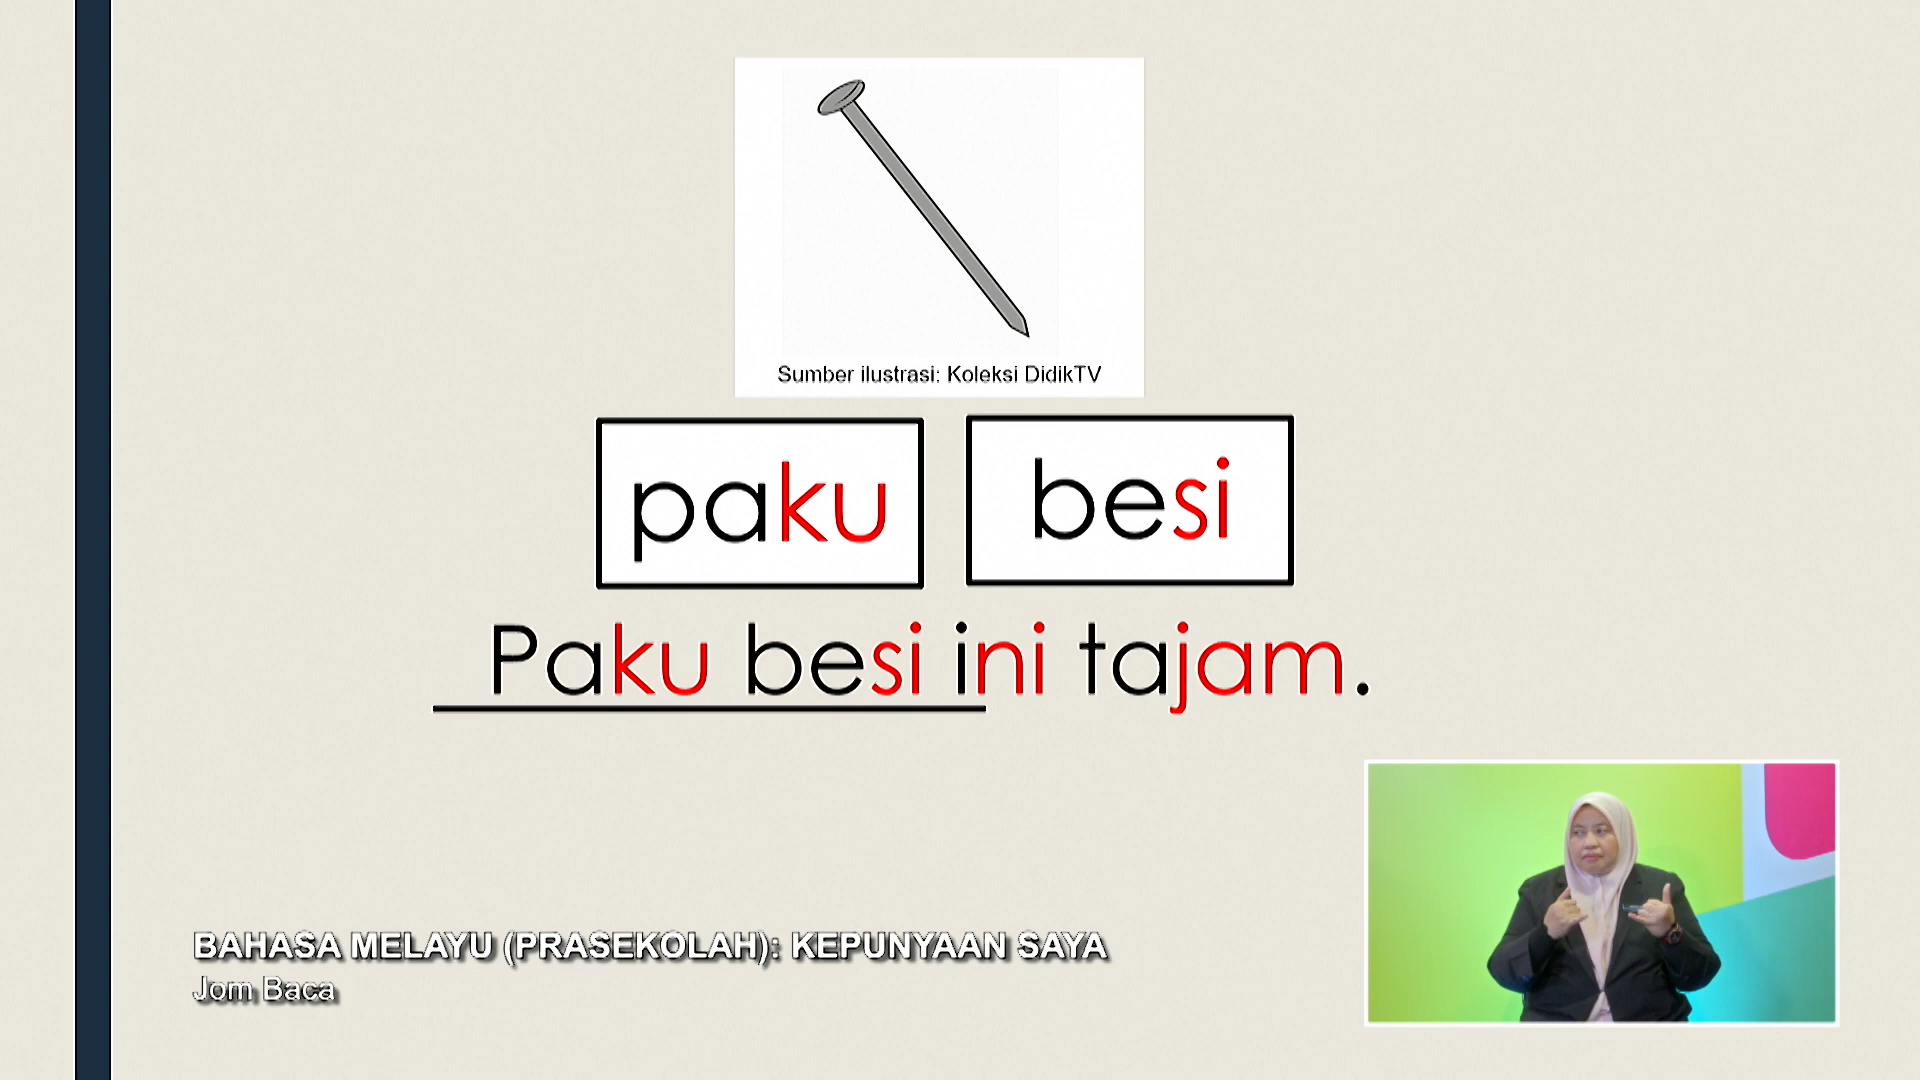 Sumber ilustrasi: Koleksi DidikTV
paku besi
Paku besi ini tajam.
BAHASA MELAYU (PRASEKOLAH): KEPUNYAAN SAYA
Jom Baca